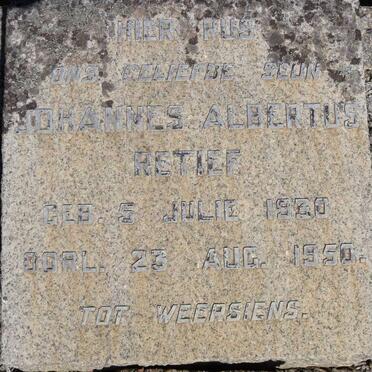 HIER RUS
ONS GELIEFDE SEUN
JOHANNES ALBERTUS
RETIEF
GEB. 5 JULIE 1930
OORL. 23 AUG. 1950.
TOT WEERSIENS.